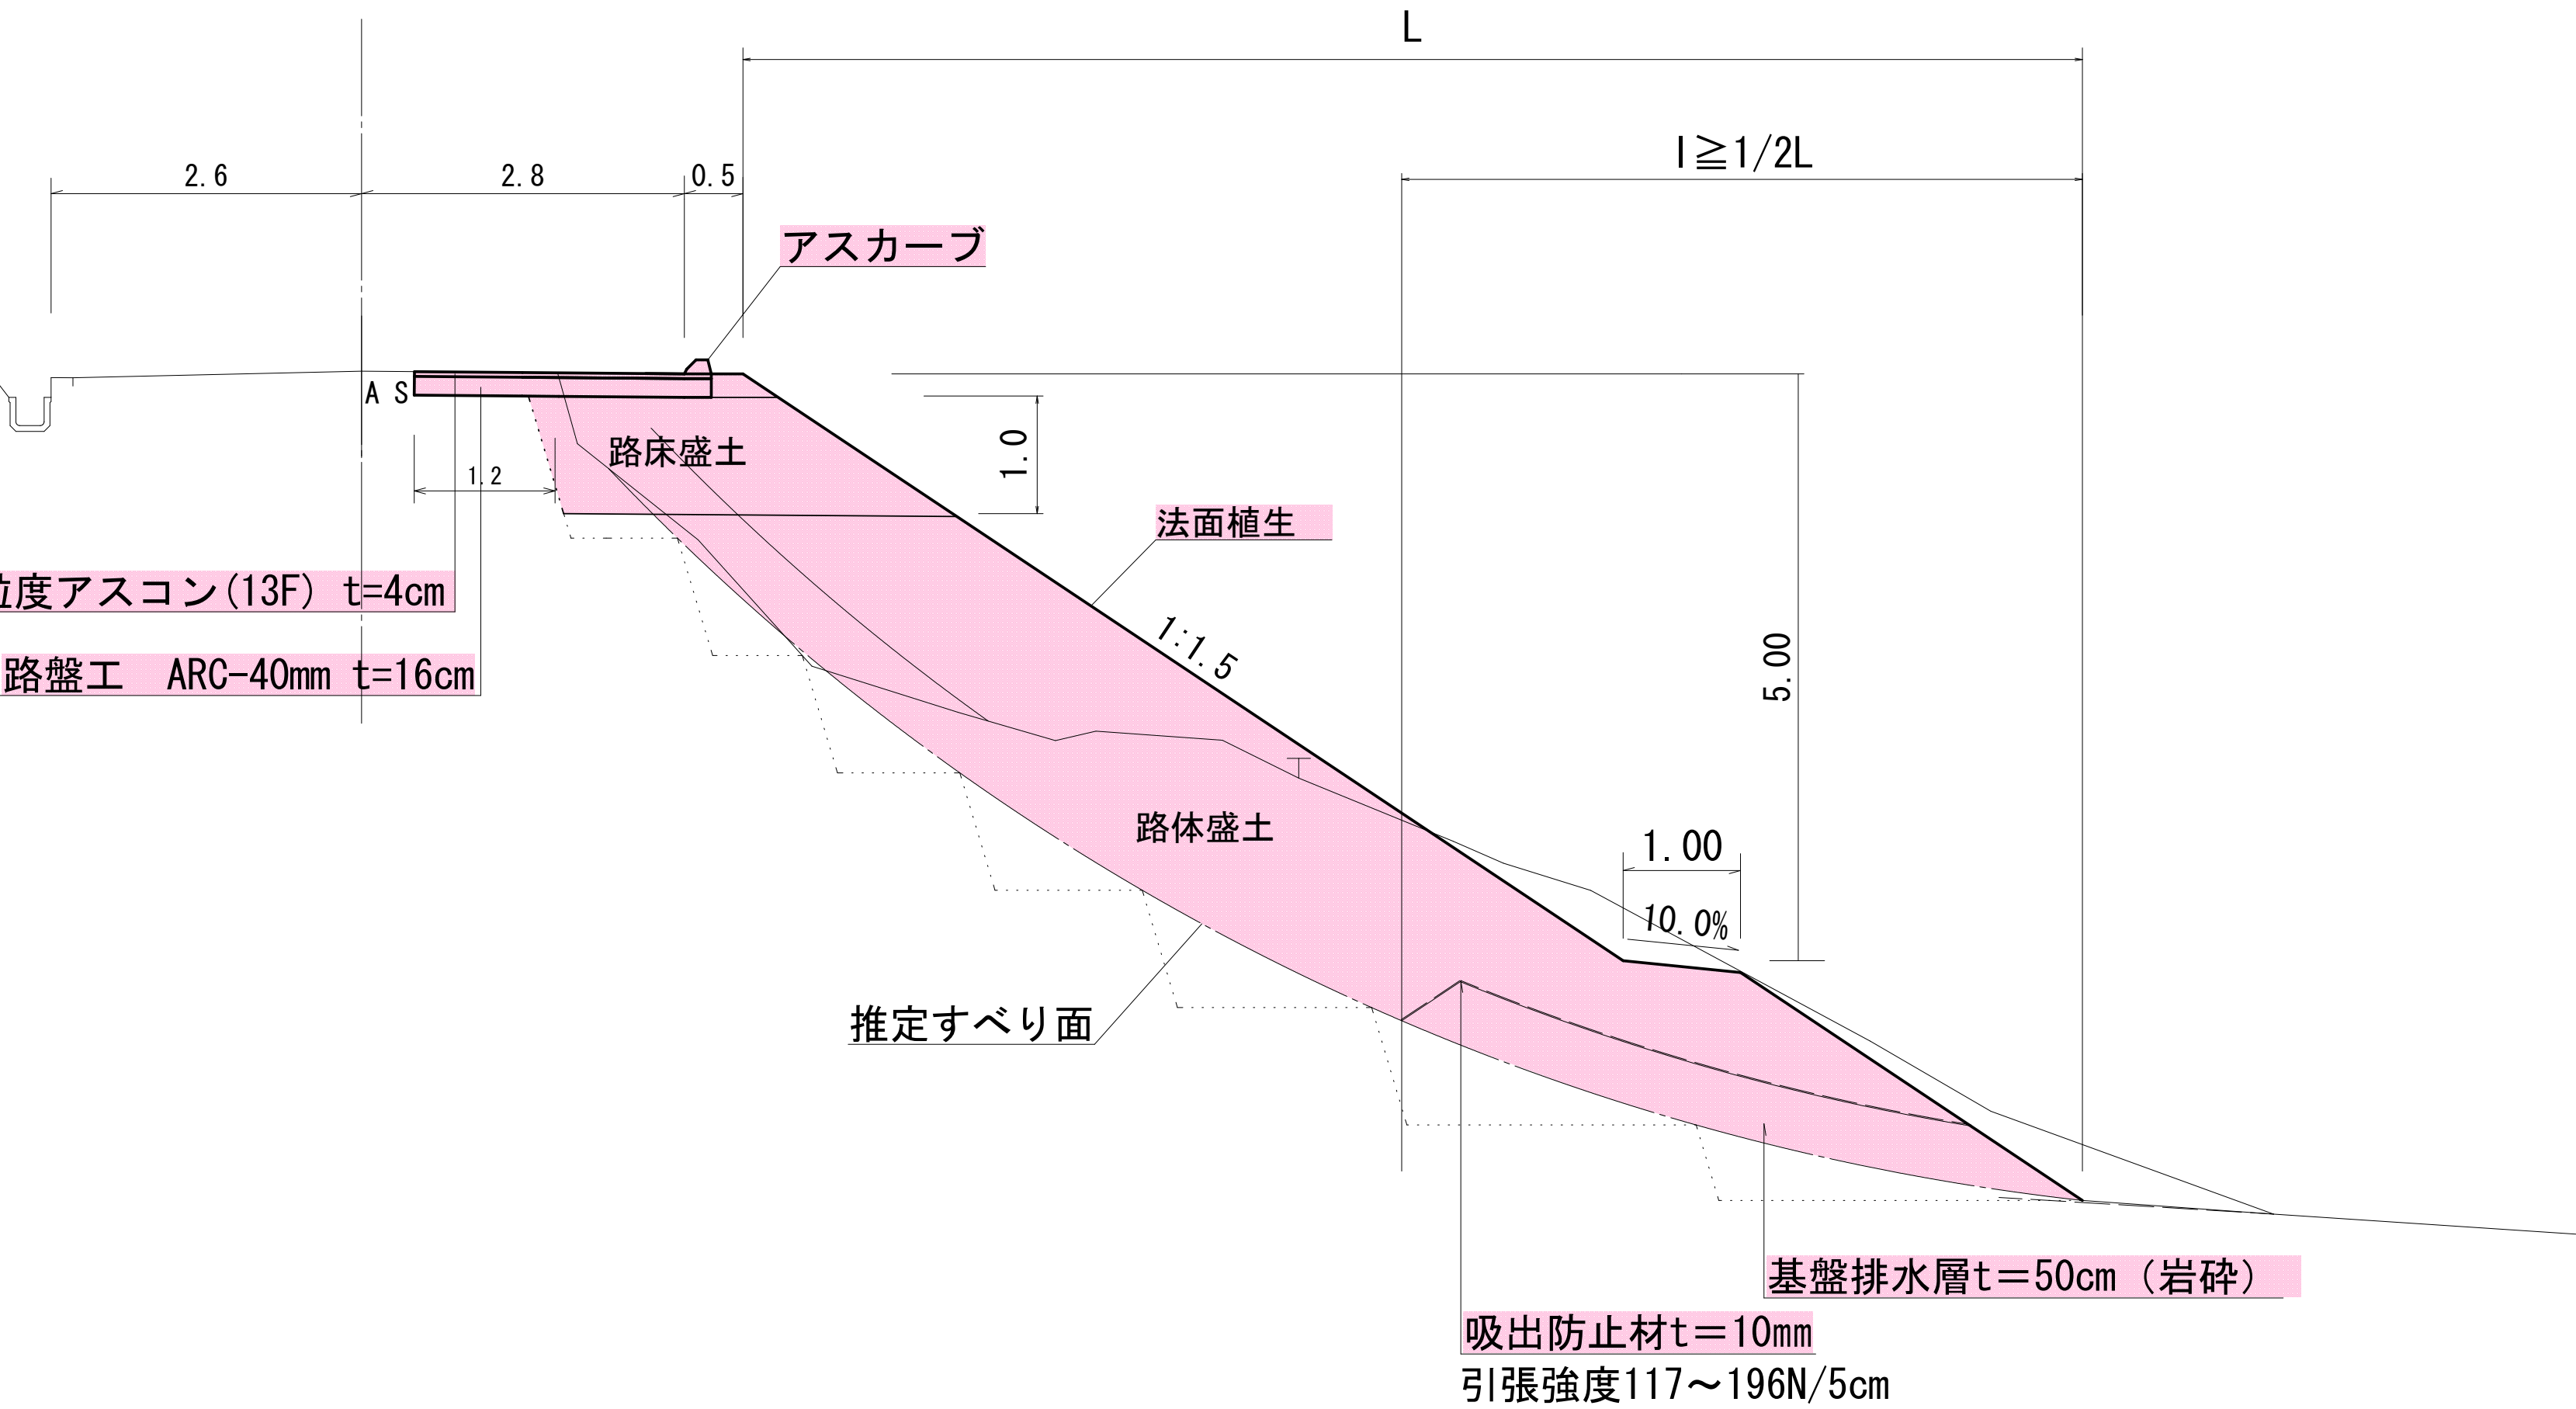 L
l≧1/2L
2.6
2.8
0.5
アスカーブ
A S
路床盛土
1.0
1.2
法面植生
度アスコン(13F) t=4cm
1:1.5
5.00
路盤工 ARC-40mm t=16cm
路体盛土
1.00
10.0%
推定すべり面
基盤排水層t＝50cm（岩砕）
吸出防止材t＝10mm
引張強度117～196N/5cm